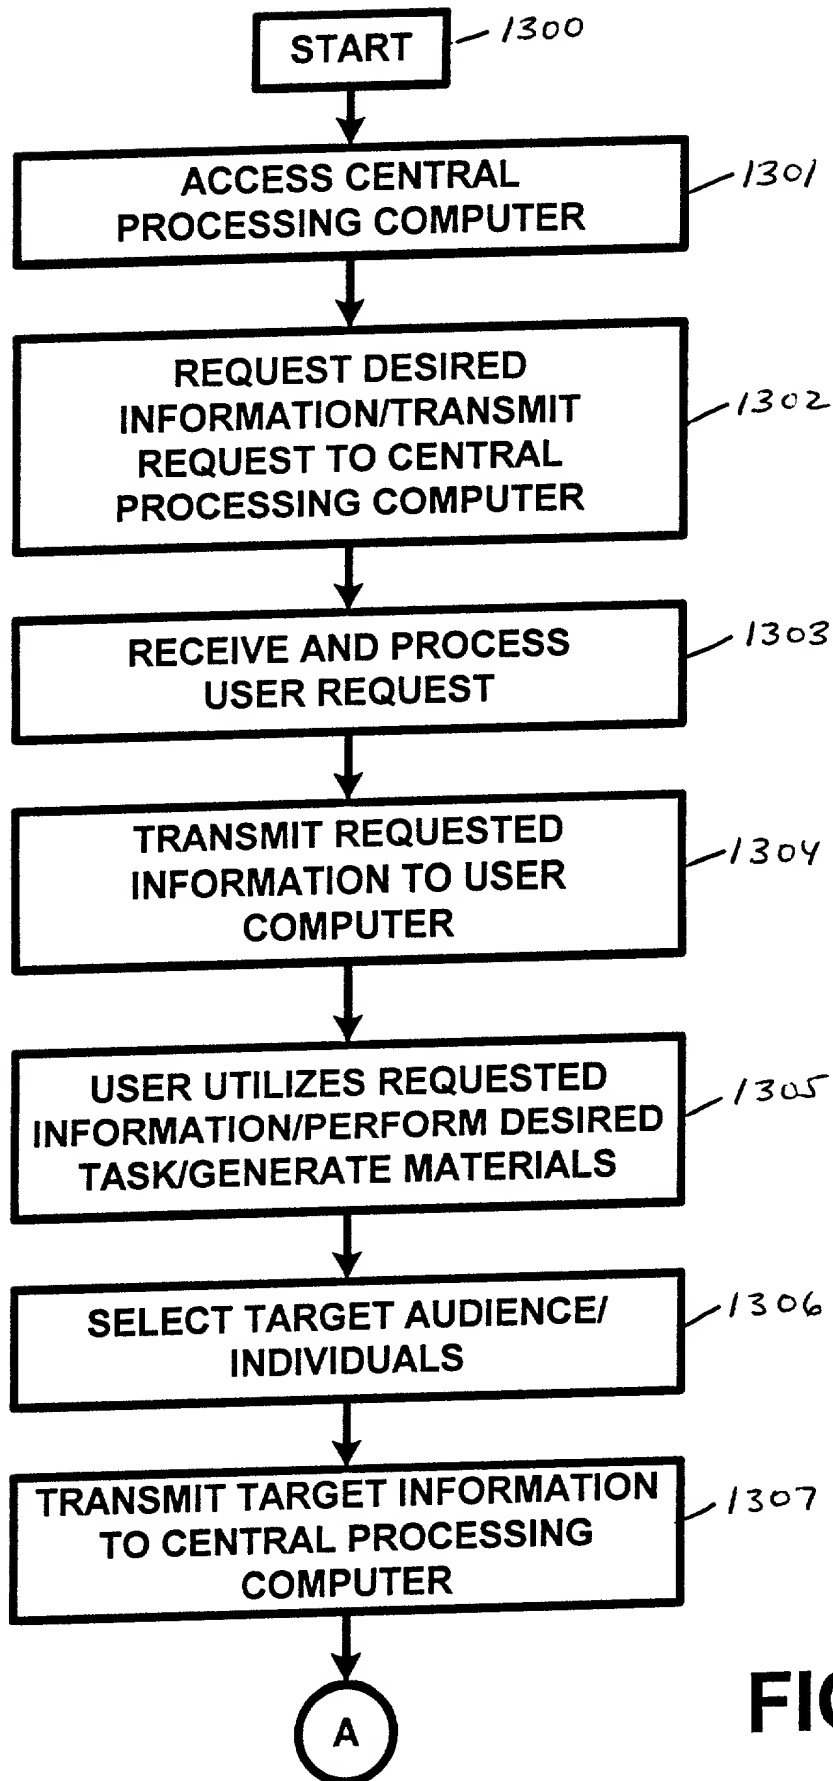 START
1300
ACCESS CENTRAL
PROCESSING COMPUTER
1301
REQUEST DESIRED
INFORMATION/TRANSMIT
REQUEST TO CENTRAL
PROCESSING COMPUTER
1302
RECEIVE AND PROCESS
USER REQUEST
1303
TRANSMIT REQUESTED
INFORMATION TO USER
COMPUTER
1304
USER UTILIZES REQUESTED
INFORMATION/PERFORM DESIRED
TASK/GENERATE MATERIALS
1305
SELECT TARGET AUDIENCE/
INDIVIDUALS
1306
TRANSMIT TARGET INFORMATION
TO CENTRAL PROCESSING
COMPUTER
1307
A